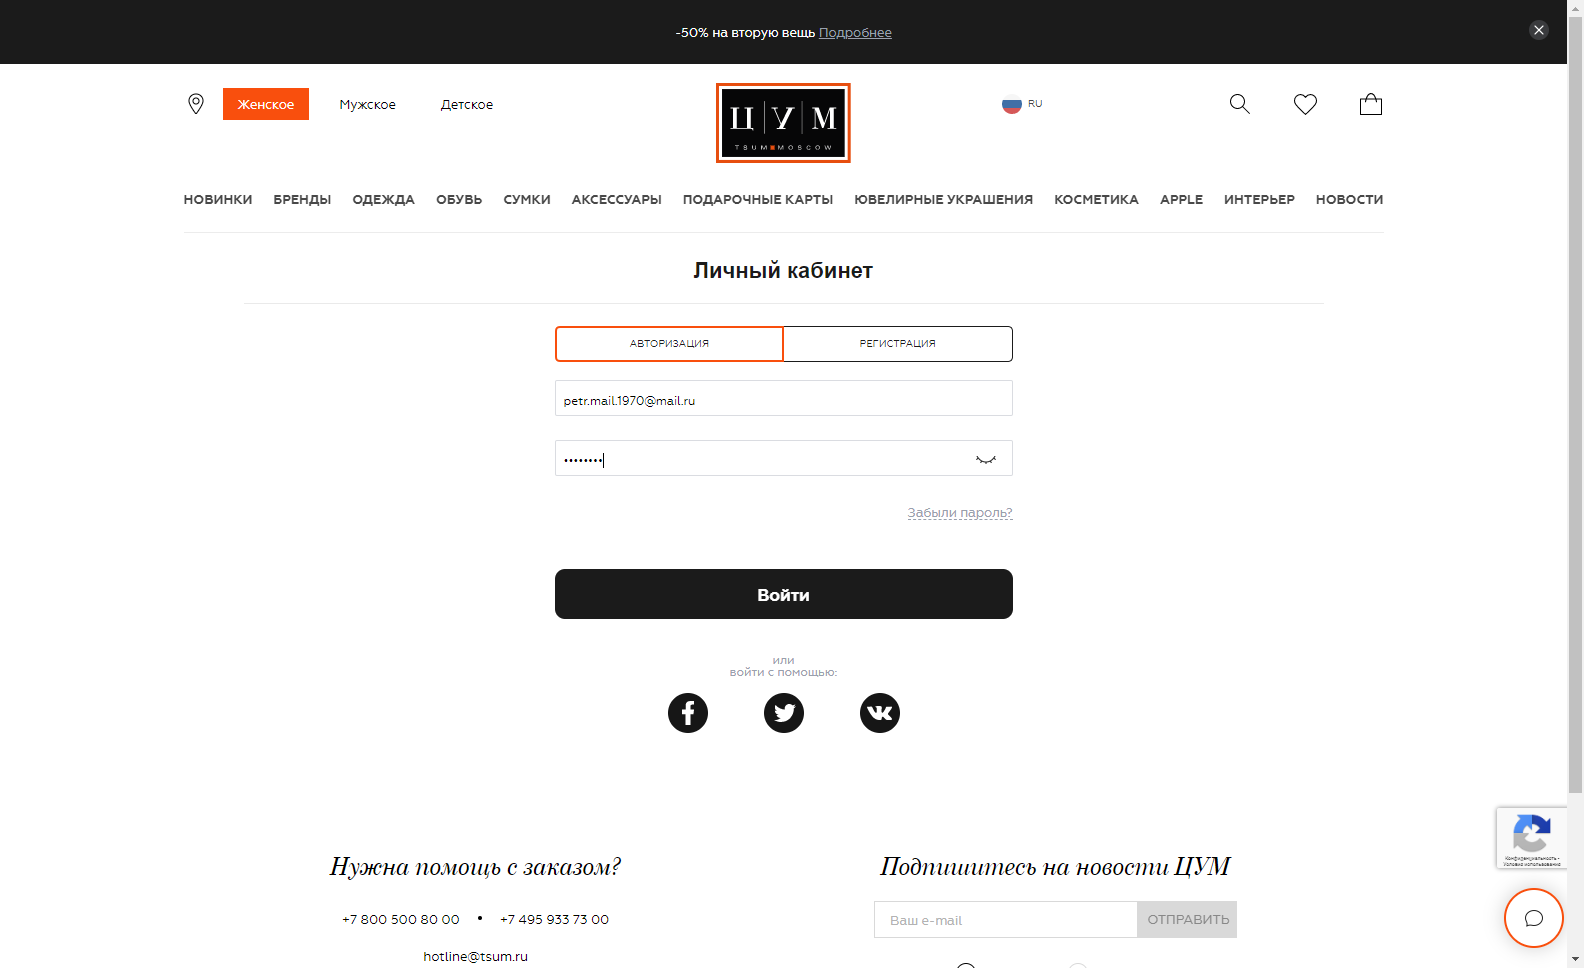 -50% на вторую вещь Подробнее
Женское Мужское Детское
Ц У М
TSUM MOSCOW
RU
НОВИНКИ БРЕНДЫ ОДЕЖДА ОБУВЬ СУМКИ АКСЕССУАРЫ ПОДАРОЧНЫЕ КАРТЫ ЮВЕЛИРНЫЕ УКРАШЕНИЯ КОСМЕТИКА APPLE ИНТЕРЬЕР НОВОСТИ
Личный кабинет
АВТОРИЗАЦИЯ РЕГИСТРАЦИЯ
petr.mail.1970@mail.ru
••••••••
Забыли пароль?
Войти
или
войти с помощью:
Конфиденциальность -
Условия использования
Нужна помощь с заказом?
Подпишитесь на новости ЦУМ
+7 800 500 80 00 • +7 495 933 73 00
Ваш e-mail ОТПРАВИТЬ
hotline@tsum.ru